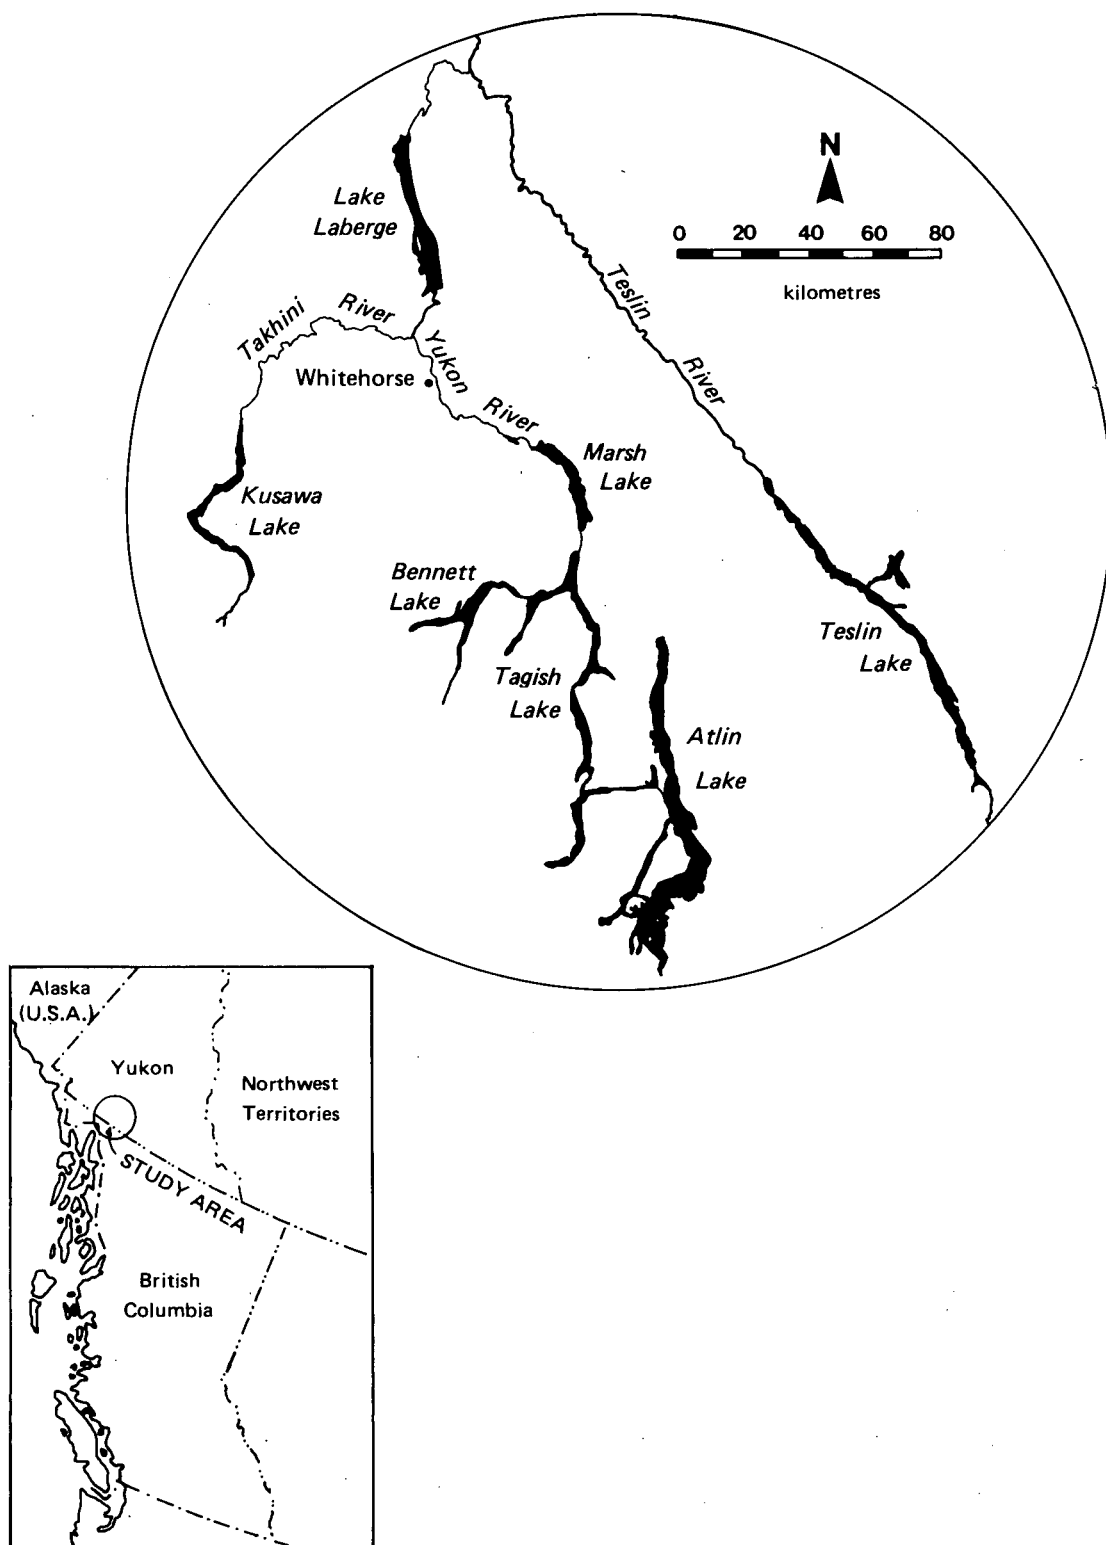 N
0 20 40 60 80
kilometres
Lake
Laberge
Teslin
River
Takhini River
Yukon
River
Whitehorse
Marsh
Lake
Kusawa
Lake
Bennett
Lake
Teslin
Lake
Tagish
Lake
Atlin
Lake
Alaska
(U.S.A.)
Yukon
Northwest
Territories
STUDY AREA
British
Columbia